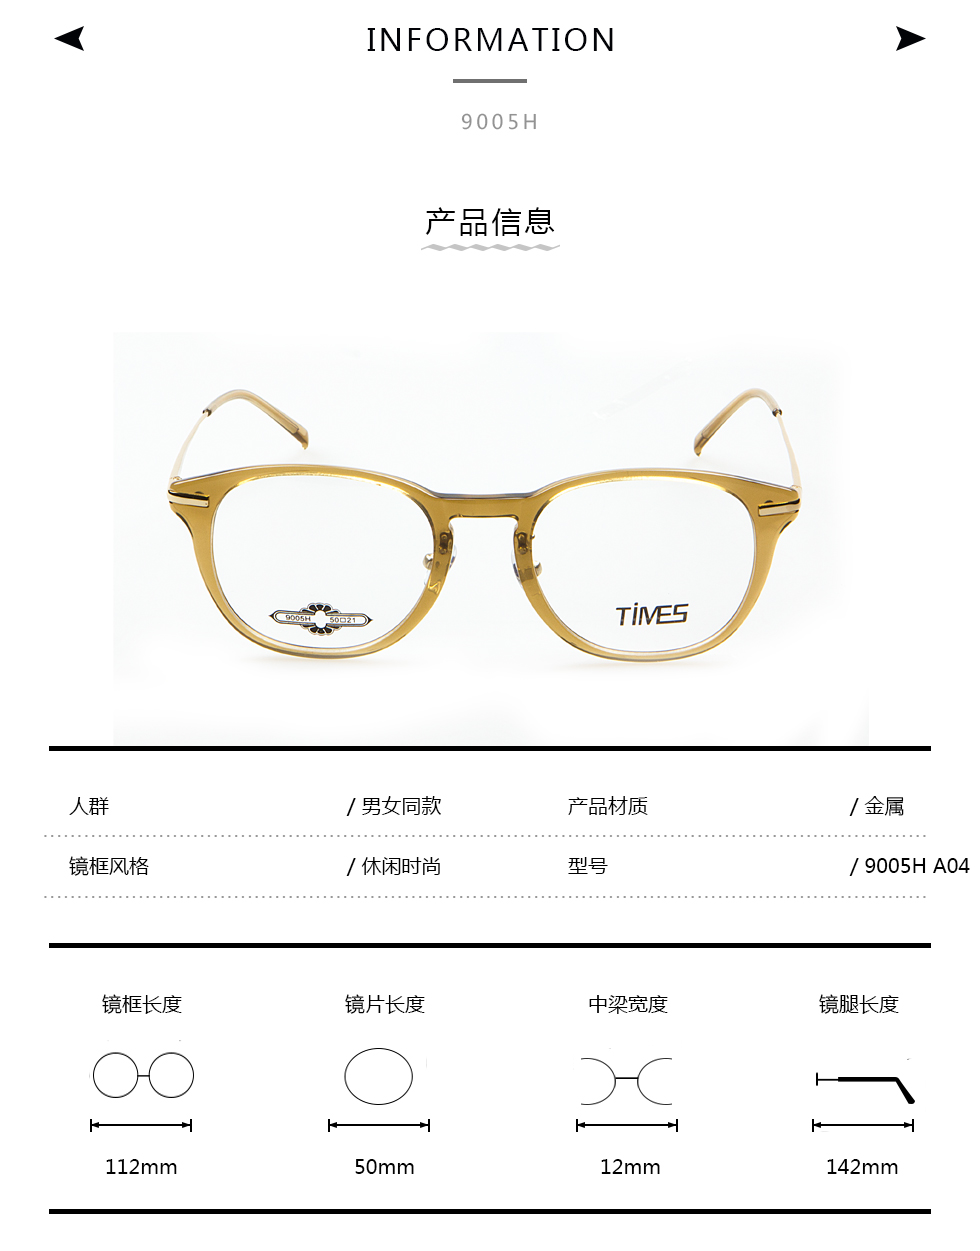 INFORMATION
9005H
产品信息
9005H 50□21
TiMES
人群 / 男女同款 产品材质 / 金属
镜框风格 / 休闲时尚 型号 / 9005H A04
镜框长度 镜片长度 中梁宽度 镜腿长度
112mm 50mm 12mm 142mm